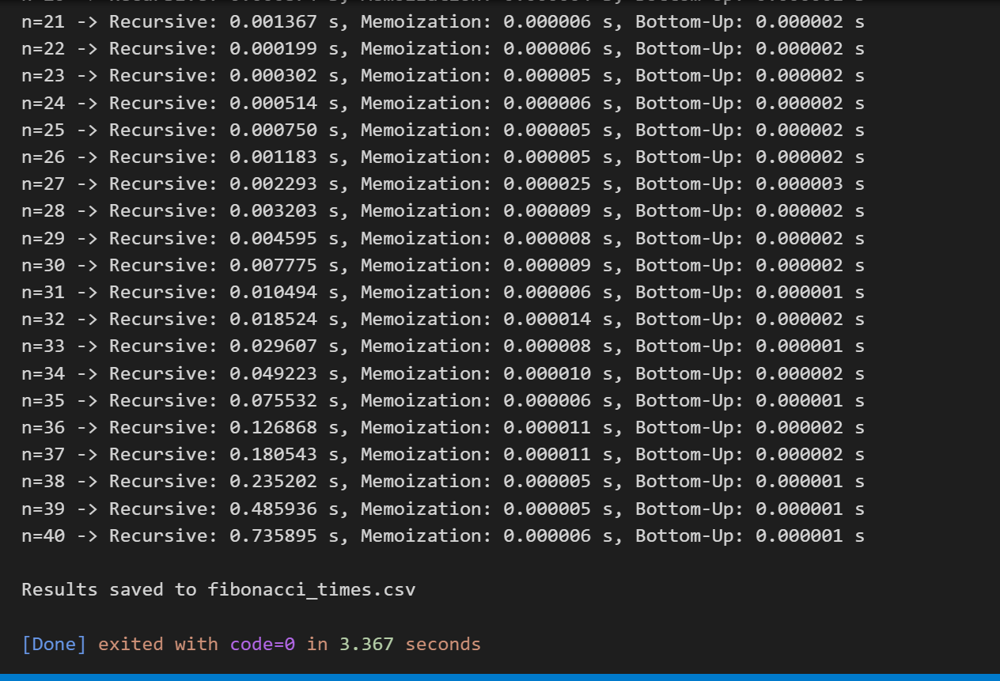 n=21 -> Recursive: 0.001367 s, Memoization: 0.000006 s, Bottom-Up: 0.000002 s
n=22 -> Recursive: 0.000199 s, Memoization: 0.000006 s, Bottom-Up: 0.000002 s
n=23 -> Recursive: 0.000302 s, Memoization: 0.000005 s, Bottom-Up: 0.000002 s
n=24 -> Recursive: 0.000514 s, Memoization: 0.000006 s, Bottom-Up: 0.000002 s
n=25 -> Recursive: 0.000750 s, Memoization: 0.000005 s, Bottom-Up: 0.000002 s
n=26 -> Recursive: 0.001183 s, Memoization: 0.000005 s, Bottom-Up: 0.000002 s
n=27 -> Recursive: 0.002293 s, Memoization: 0.000025 s, Bottom-Up: 0.000003 s
n=28 -> Recursive: 0.003203 s, Memoization: 0.000009 s, Bottom-Up: 0.000002 s
n=29 -> Recursive: 0.004595 s, Memoization: 0.000008 s, Bottom-Up: 0.000002 s
n=30 -> Recursive: 0.007775 s, Memoization: 0.000009 s, Bottom-Up: 0.000002 s
n=31 -> Recursive: 0.010494 s, Memoization: 0.000006 s, Bottom-Up: 0.000001 s
n=32 -> Recursive: 0.018524 s, Memoization: 0.000014 s, Bottom-Up: 0.000002 s
n=33 -> Recursive: 0.029607 s, Memoization: 0.000008 s, Bottom-Up: 0.000001 s
n=34 -> Recursive: 0.049223 s, Memoization: 0.000010 s, Bottom-Up: 0.000002 s
n=35 -> Recursive: 0.075532 s, Memoization: 0.000006 s, Bottom-Up: 0.000001 s
n=36 -> Recursive: 0.126868 s, Memoization: 0.000011 s, Bottom-Up: 0.000002 s
n=37 -> Recursive: 0.180543 s, Memoization: 0.000011 s, Bottom-Up: 0.000002 s
n=38 -> Recursive: 0.235202 s, Memoization: 0.000005 s, Bottom-Up: 0.000001 s
n=39 -> Recursive: 0.485936 s, Memoization: 0.000005 s, Bottom-Up: 0.000001 s
n=40 -> Recursive: 0.735895 s, Memoization: 0.000006 s, Bottom-Up: 0.000001 s
Results saved to fibonacci_times.csv
[Done] exited with code=0 in 3.367 seconds